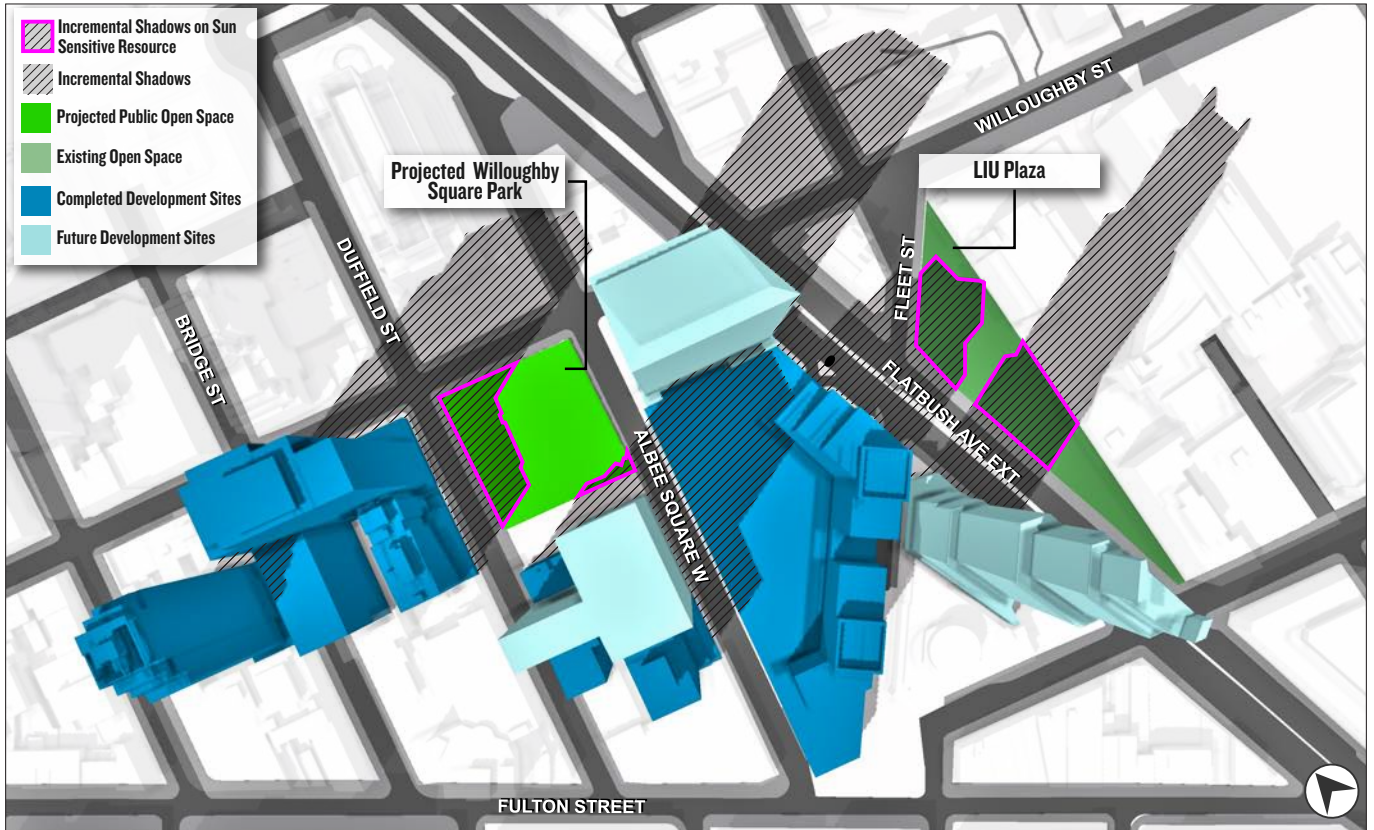 Incremental Shadows on Sun
Sensitive Resource
Incremental Shadows
Projected Public Open Space
Existing Open Space
Completed Development Sites
Future Development Sites
Projected Willoughby
Square Park
LIU Plaza
WILLOUGHBY ST
DUFFIELD ST
BRIDGE ST
FLEET ST
FLATBUSH AVE EXT
ALBEE SQUARE W
FULTON STREET